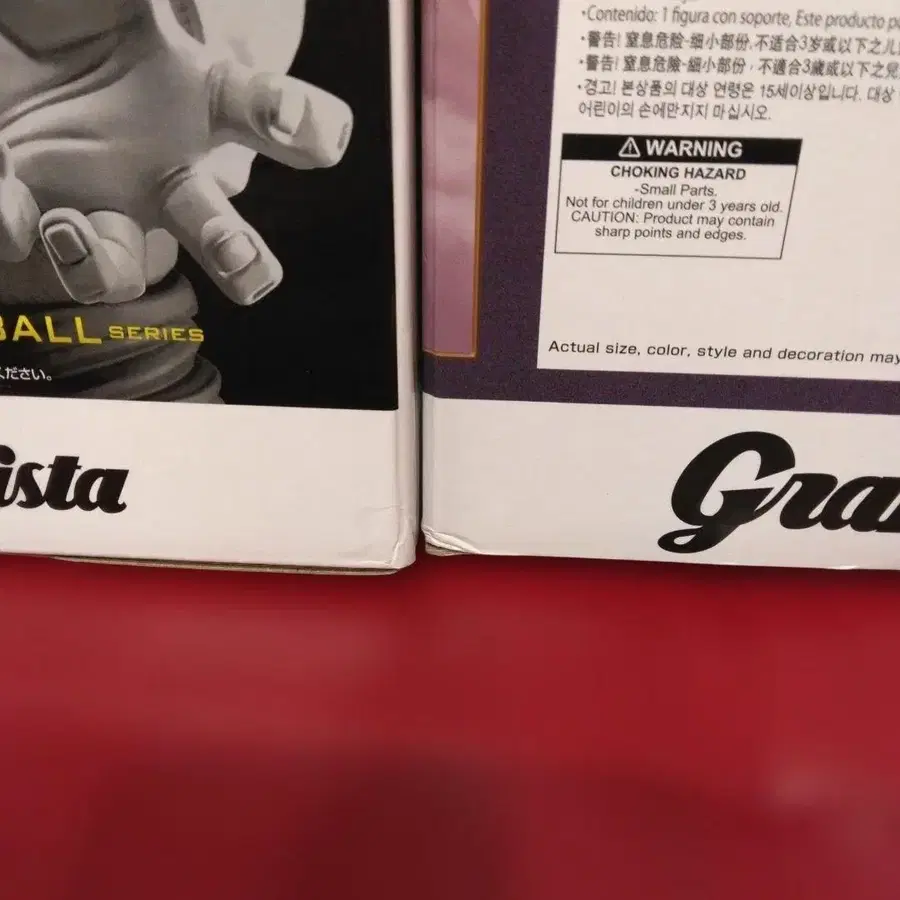 BALL SERIES
ください。
ista
•Contenido: 1 figura con soporte, Este producto
•警告! 窒息危险-细小部份,不适合3岁或以下之儿
•警告! 窒息危險-細小部份，不適合3歲或以下之兒
•경고! 본상품의 대상 연령은 15세이상입니다. 대상
어린이의 손에만지지 마십시오.
⚠ WARNING
CHOKING HAZARD
-Small Parts.
Not for children under 3 years old.
CAUTION: Product may contain
sharp points and edges.
Actual size, color, style and decoration may
Gra